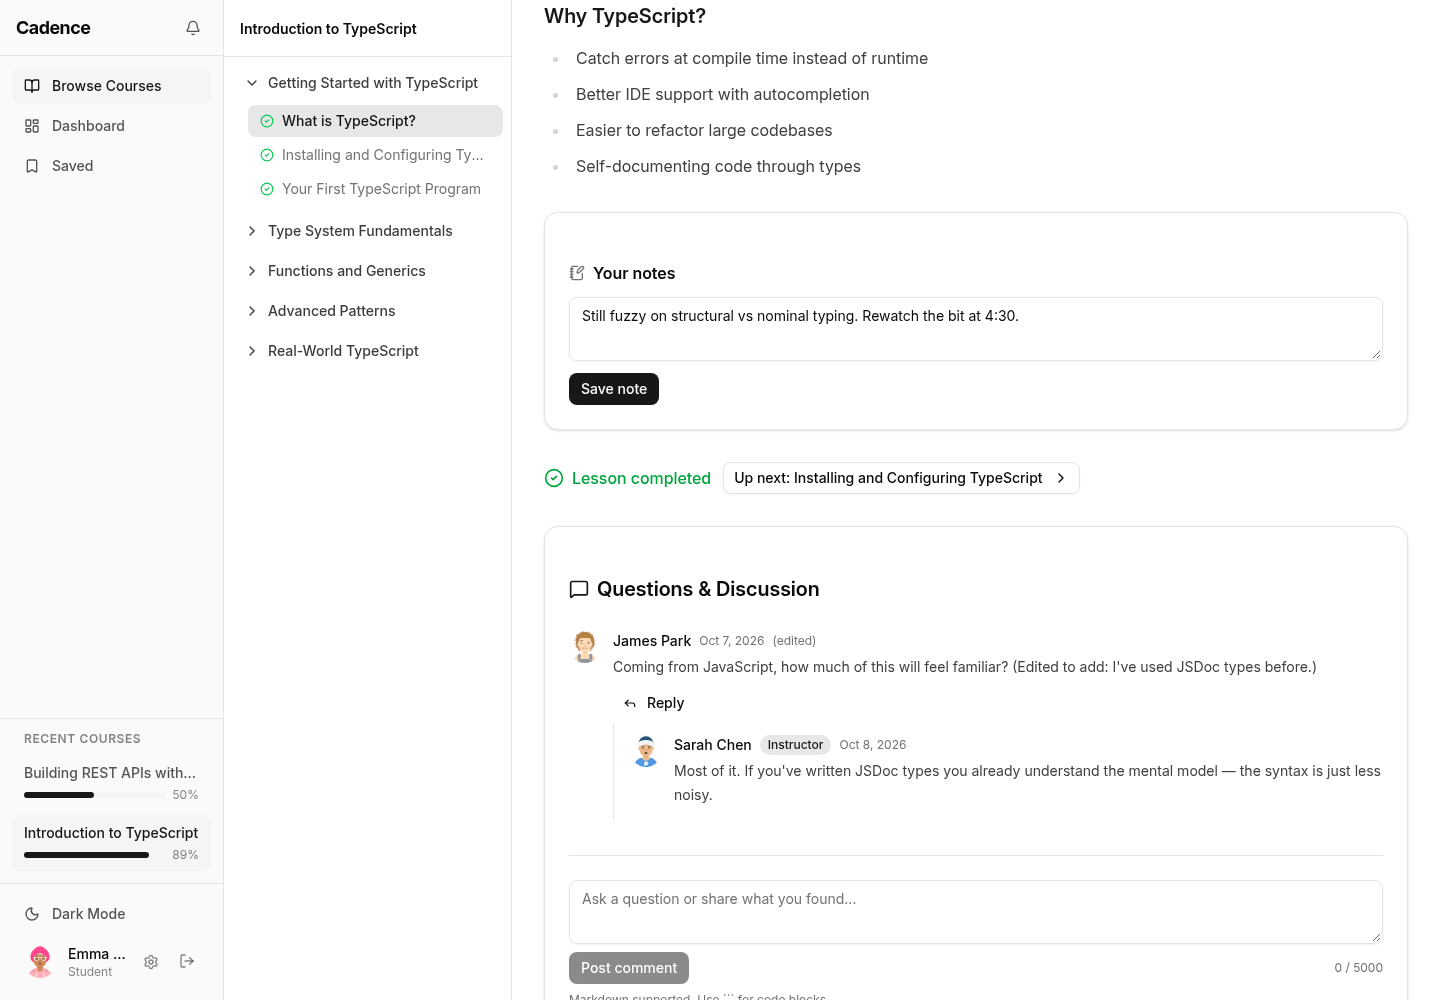 Cadence
Browse Courses
Dashboard
Saved
RECENT COURSES
Building REST APIs with...
50%
Introduction to TypeScript
89%
Dark Mode
Emma ...
Student
Introduction to TypeScript
Getting Started with TypeScript
What is TypeScript?
Installing and Configuring Ty...
Your First TypeScript Program
Type System Fundamentals
Functions and Generics
Advanced Patterns
Real-World TypeScript
Why TypeScript?
Catch errors at compile time instead of runtime
Better IDE support with autocompletion
Easier to refactor large codebases
Self-documenting code through types
Your notes
Still fuzzy on structural vs nominal typing. Rewatch the bit at 4:30.
Save note
Lesson completed
Up next: Installing and Configuring TypeScript
Questions & Discussion
James Park Oct 7, 2026 (edited)
Coming from JavaScript, how much of this will feel familiar? (Edited to add: I've used JSDoc types before.)
Reply
Sarah Chen Instructor Oct 8, 2026
Most of it. If you've written JSDoc types you already understand the mental model — the syntax is just less
noisy.
Ask a question or share what you found...
Post comment
0 / 5000
Markdown supported. Use ``` for code blocks.